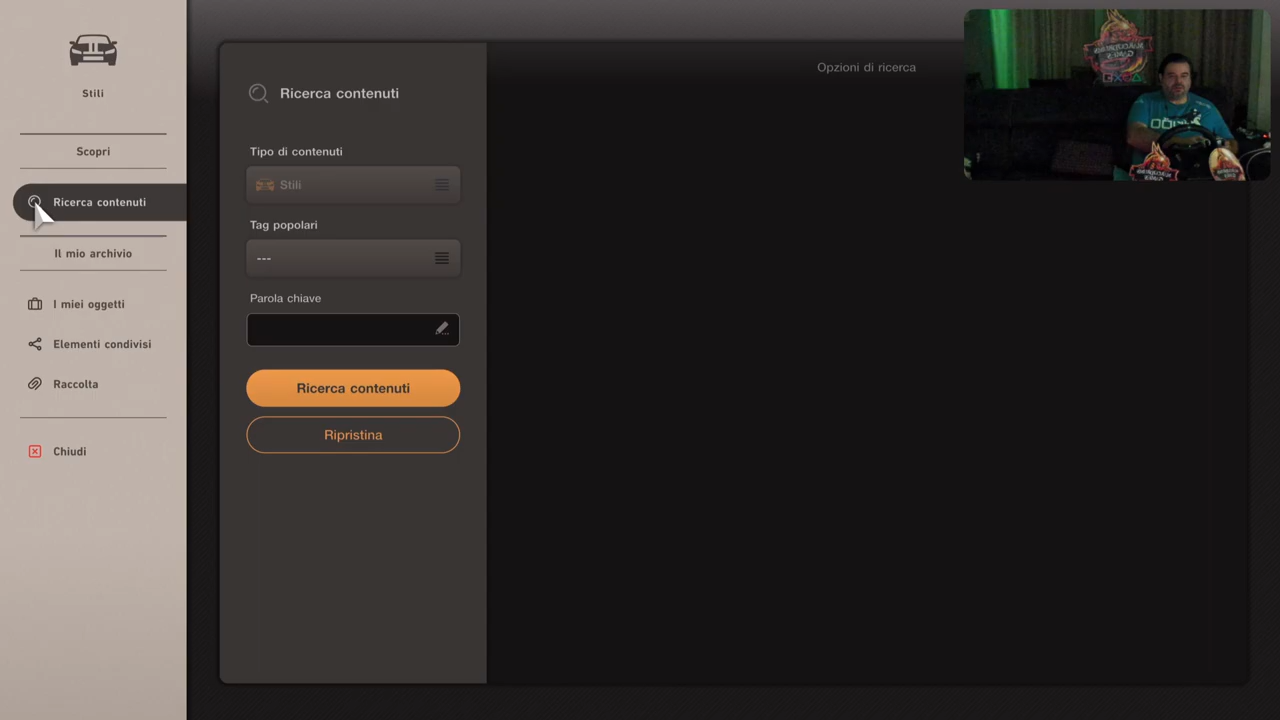 Stili
Scopri
Ricerca contenuti
Il mio archivio
I miei oggetti
Elementi condivisi
Raccolta
Chiudi
Ricerca contenuti
Tipo di contenuti
Stili
Tag popolari
---
Parola chiave
Ricerca contenuti
Ripristina
Opzioni di ricerca